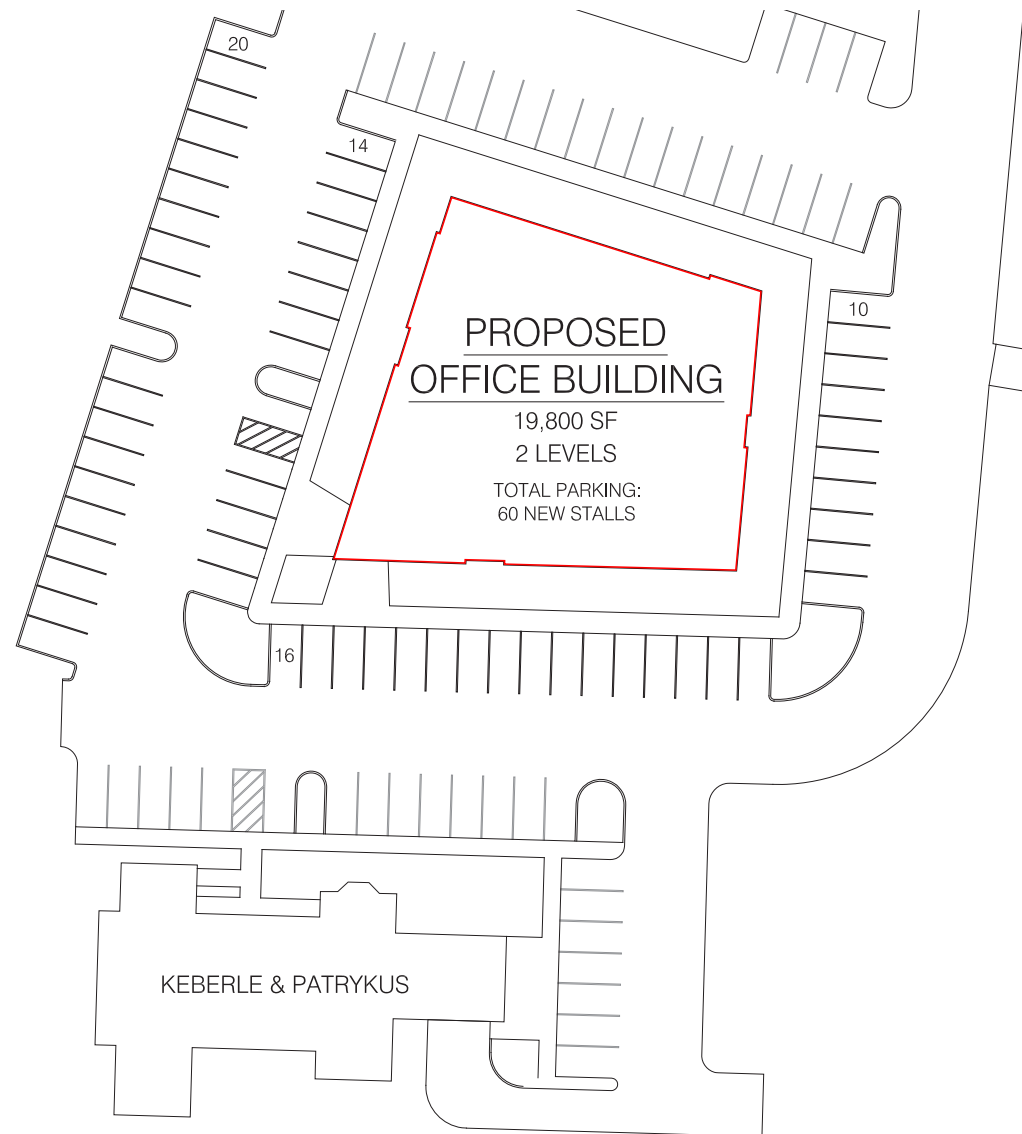 20
14
PROPOSED
OFFICE BUILDING
19,800 SF
2 LEVELS
TOTAL PARKING:
60 NEW STALLS
10
16
KEBERLE & PATRYKUS